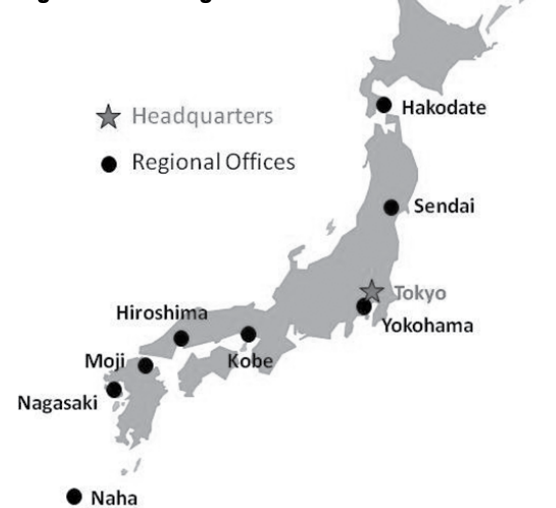 Headquarters
Hakodate
Regional Offices
Sendai
Tokyo
Hiroshima
Yokohama
Moji
Kobe
Nagasaki
Naha